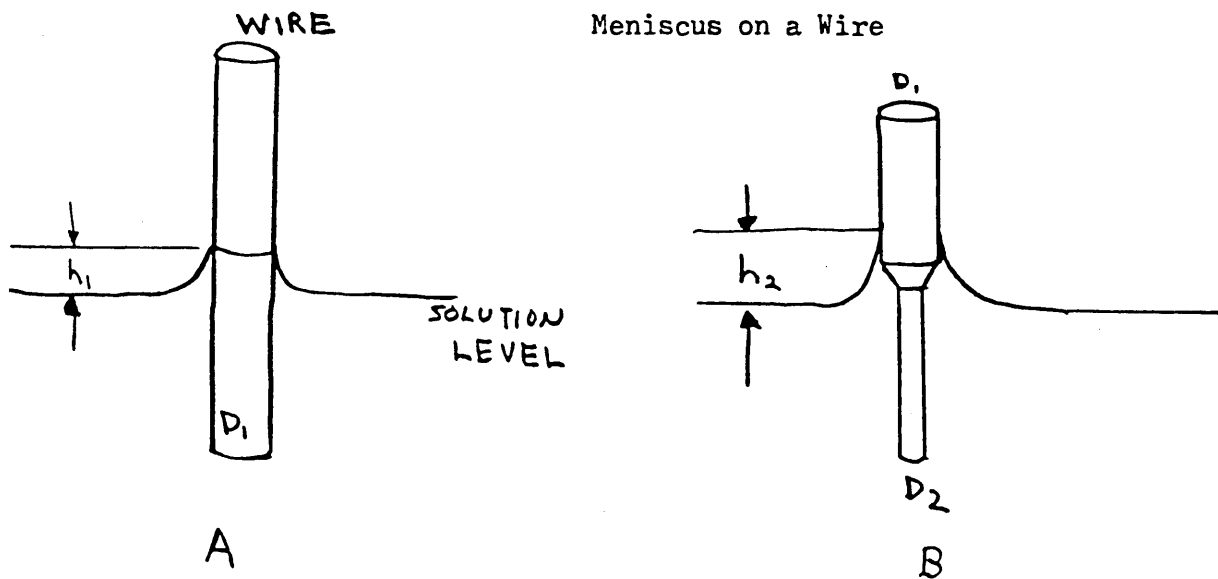 Meniscus on a Wire
WIRE
h₁
SOLUTION
LEVEL
D₁
A
D₁
h₂
D2
B